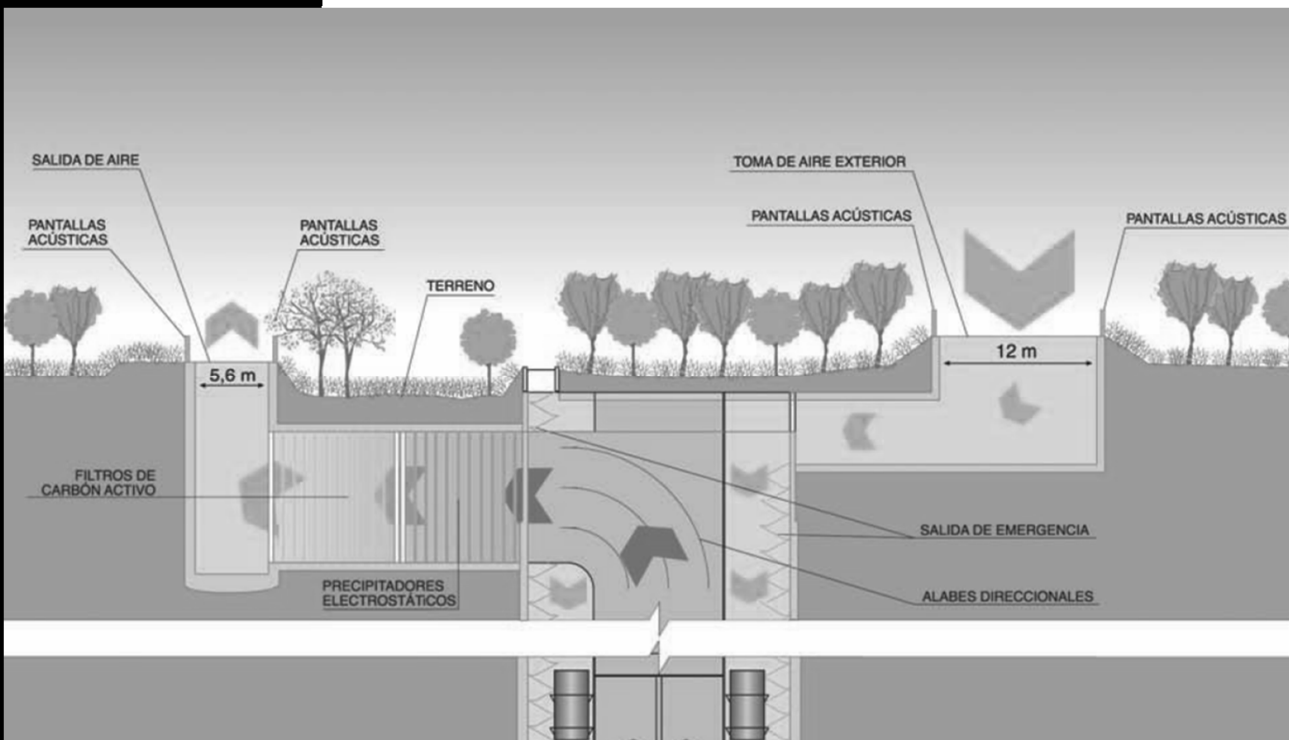 SALIDA DE AIRE
TOMA DE AIRE EXTERIOR
PANTALLAS
ACÚSTICAS
PANTALLAS
ACÚSTICAS
PANTALLAS ACÚSTICAS
PANTALLAS ACÚSTICAS
TERRENO
5,6 m
12 m
FILTROS DE
CARBÓN ACTIVO
SALIDA DE EMERGENCIA
PRECIPITADORES
ELECTROSTÁTICOS
ALABES DIRECCIONALES